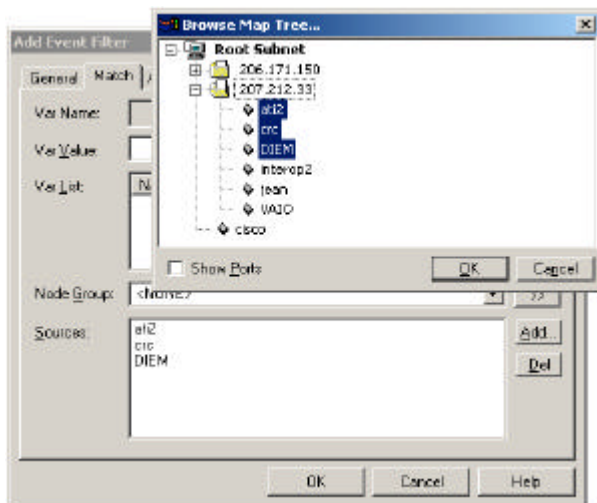 Browse Map Tree...
Add Event Filter
Root Subnet
206.171.150
207.212.33
ati2
crc
DIEM
interop2
jean
VAIO
cisco
Show Ports
OK
Cancel
General
Match
Var Name:
Var Value:
Var List:
Node Group:
<NONE>
>>
Sources:
ati2
crc
DIEM
Add...
Del
OK
Cancel
Help